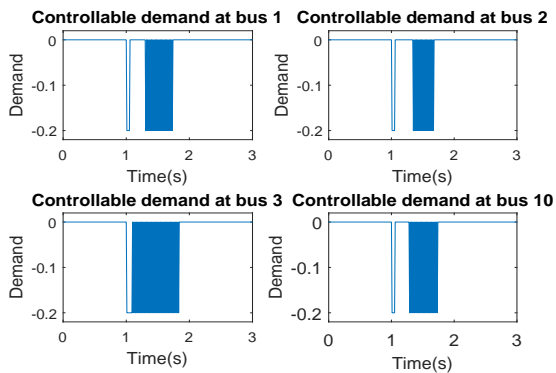 Controllable demand at bus 1
0
-0.1
-0.2
Demand
0 1 2 3
Time(s)
Controllable demand at bus 2
0
-0.1
-0.2
Demand
0 1 2 3
Time(s)
Controllable demand at bus 3
0
-0.1
-0.2
Demand
0 1 2 3
Time(s)
Controllable demand at bus 10
0
-0.1
-0.2
Demand
0 1 2 3
Time(s)